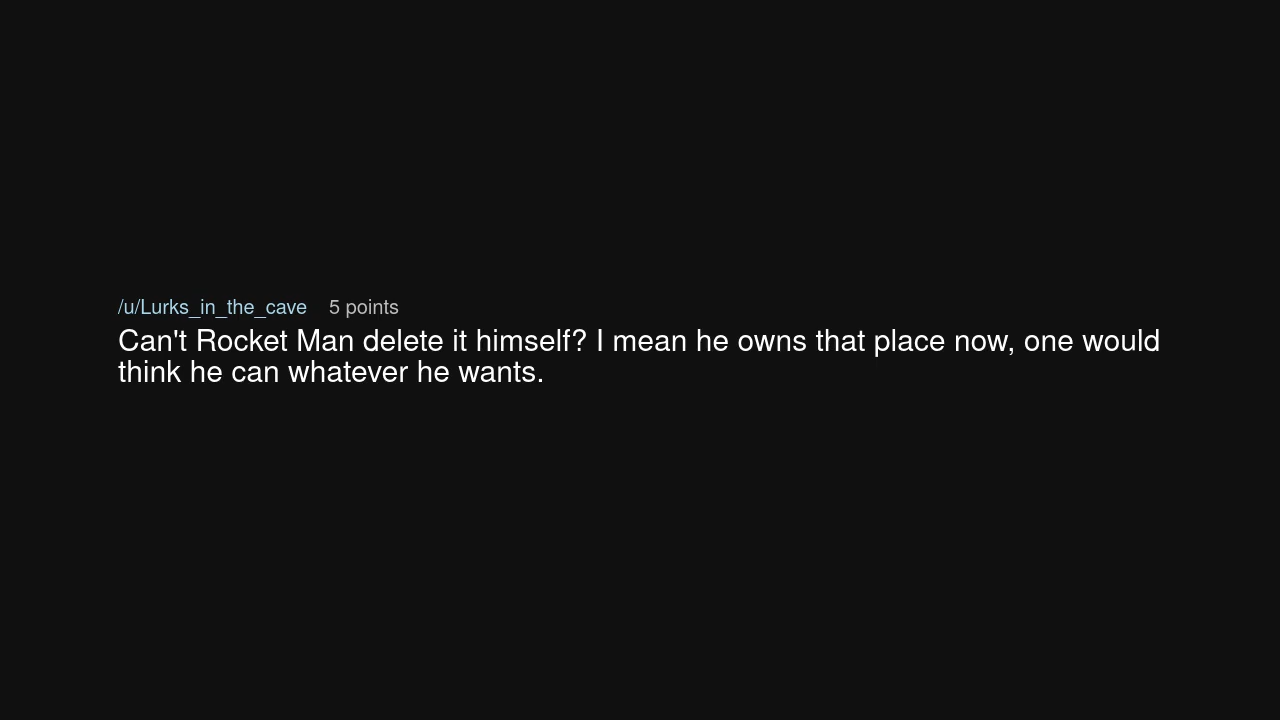 /u/Lurks_in_the_cave 5 points
Can't Rocket Man delete it himself? I mean he owns that place now, one would
think he can whatever he wants.